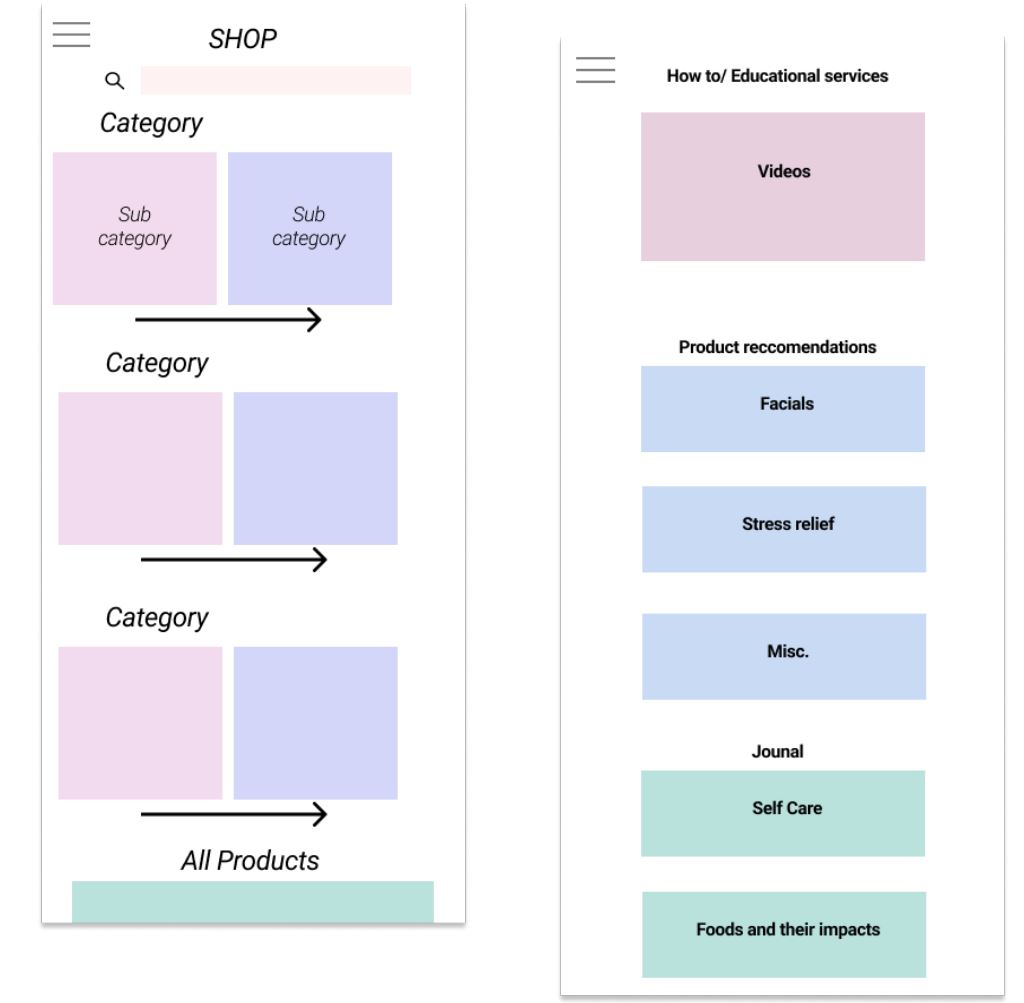 SHOP
Category
Sub
category
Sub
category
Category
Category
All Products
How to/ Educational services
Videos
Product reccomendations
Facials
Stress relief
Misc.
Jounal
Self Care
Foods and their impacts